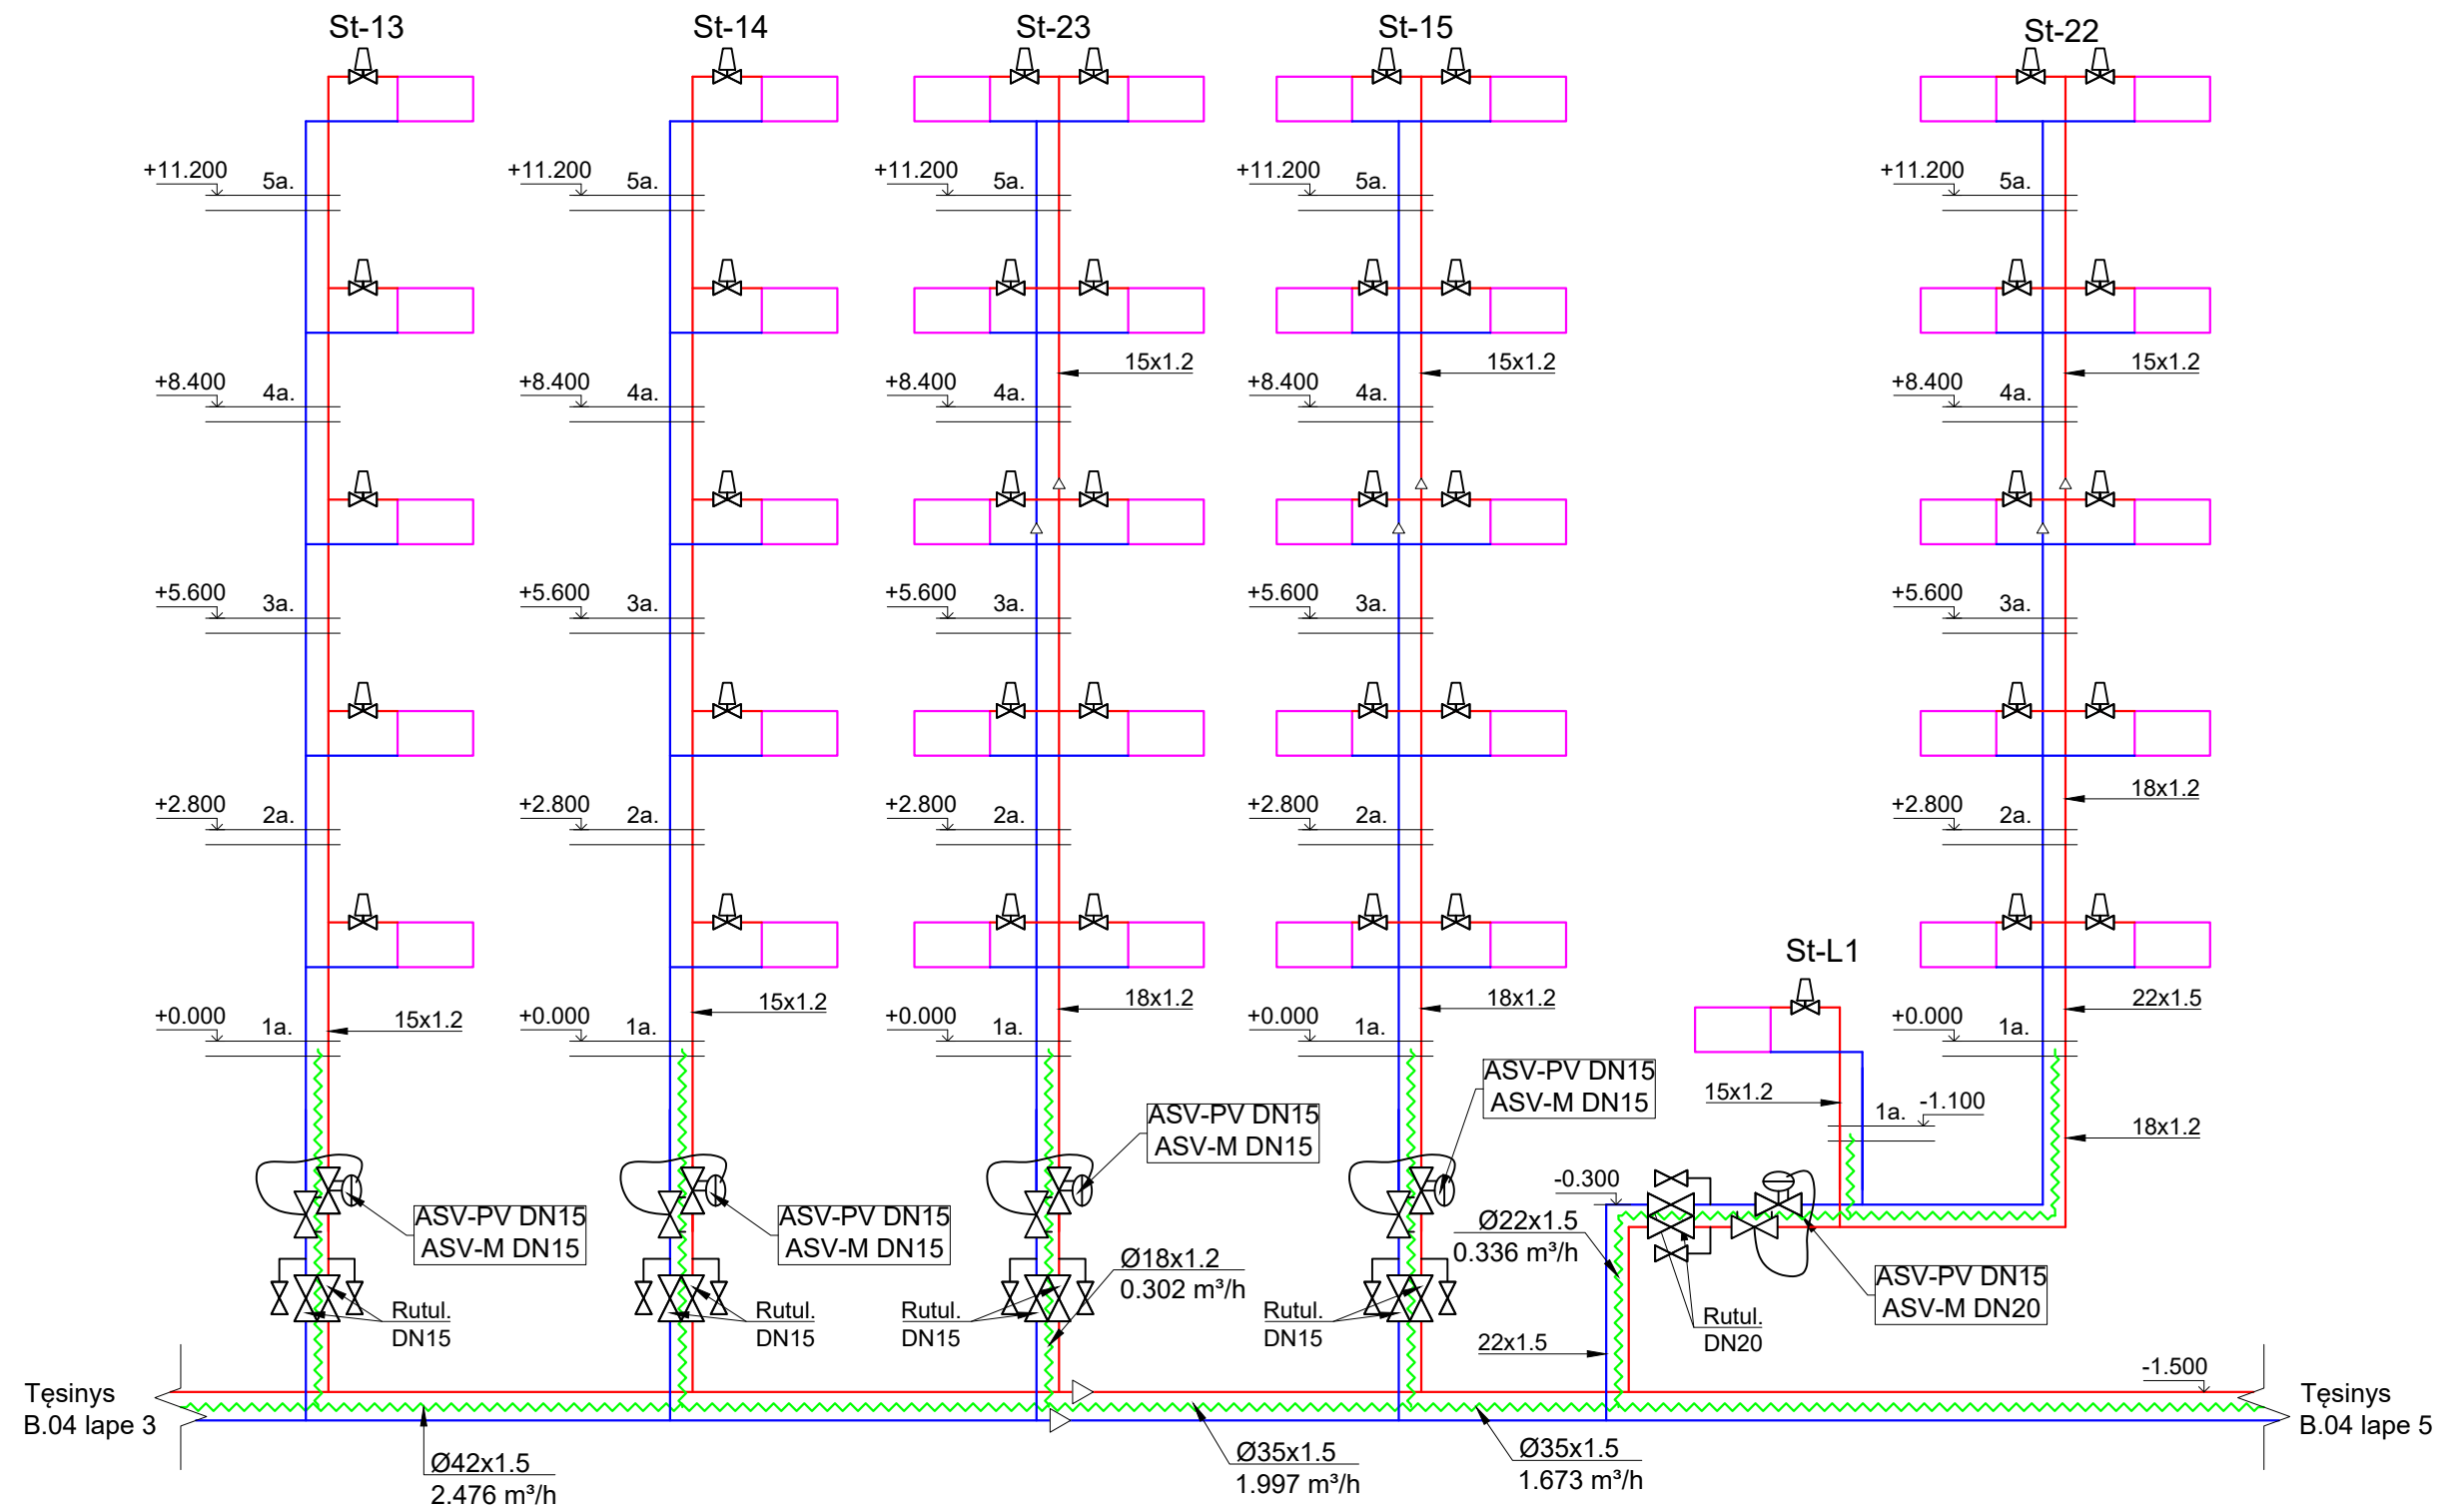 St-13
St-14
St-23
St-15
St-22
+11.200 5a.
+11.200 5a.
+11.200 5a.
+11.200 5a.
+11.200 5a.
15x1.2
15x1.2
15x1.2
+8.400 4a.
+8.400 4a.
+8.400 4a.
+8.400 4a.
+8.400 4a.
+5.600 3a.
+5.600 3a.
+5.600 3a.
+5.600 3a.
+5.600 3a.
18x1.2
+2.800 2a.
+2.800 2a.
+2.800 2a.
+2.800 2a.
+2.800 2a.
St-L1
+0.000 1a. 15x1.2
+0.000 1a. 15x1.2
+0.000 1a. 18x1.2
+0.000 1a. 18x1.2
+0.000 1a. 22x1.5
15x1.2
1a. -1.100
18x1.2
ASV-PV DN15
ASV-M DN15
ASV-PV DN15
ASV-M DN15
ASV-PV DN15
ASV-M DN15
ASV-PV DN15
ASV-M DN15
-0.300
Ø22x1.5
0.336 m³/h
Ø18x1.2
0.302 m³/h
ASV-PV DN15
ASV-M DN20
Rutul.
DN15
Rutul.
DN15
Rutul.
DN15
Rutul.
DN15
Rutul.
DN20
22x1.5
-1.500
Tęsinys
B.04 lape 3
Tęsinys
B.04 lape 5
Ø42x1.5
2.476 m³/h
Ø35x1.5
1.997 m³/h
Ø35x1.5
1.673 m³/h